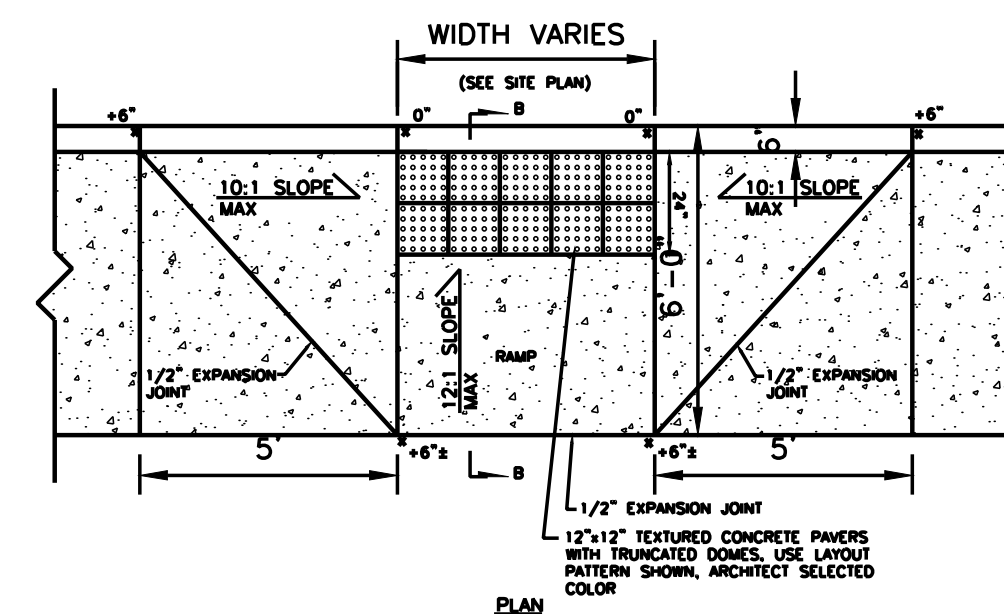 WIDTH VARIES
(SEE SITE PLAN)
+6"
0"
B
0"
+6"
6"
10:1 SLOPE
MAX
10:1 SLOPE
MAX
24"
6'-0"
12:1 SLOPE
MAX
RAMP
1/2" EXPANSION
JOINT
1/2" EXPANSION
JOINT
5'
+6"±
+6"±
5'
B
1/2" EXPANSION JOINT
12"x12" TEXTURED CONCRETE PAVERS
WITH TRUNCATED DOMES, USE LAYOUT
PATTERN SHOWN, ARCHITECT SELECTED
COLOR
PLAN